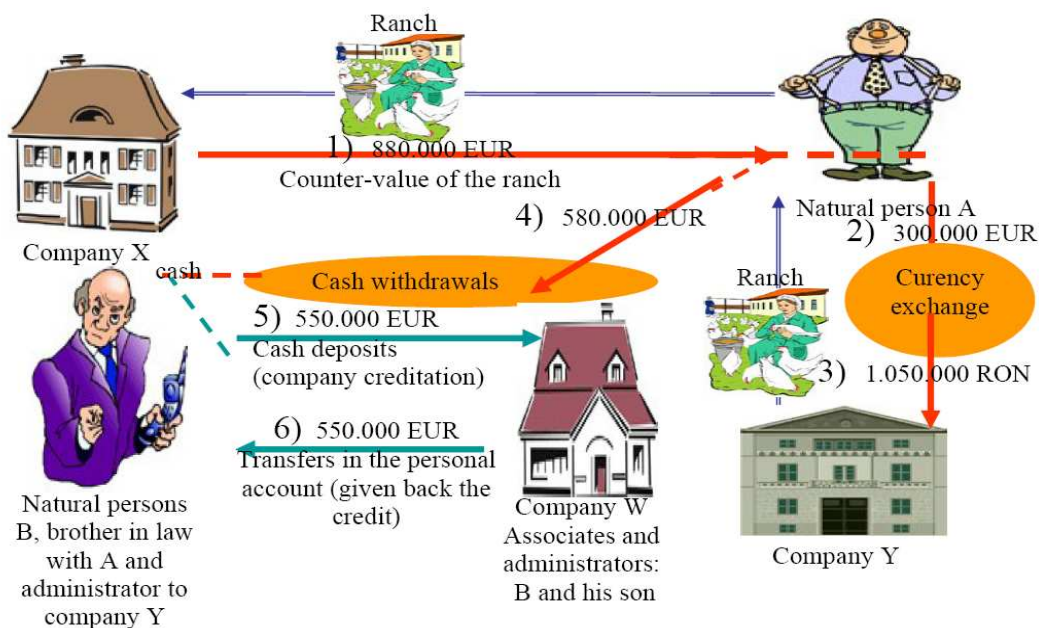 Ranch
1) 880.000 EUR
Counter-value of the ranch
4) 580.000 EUR
Natural person A
2) 300.000 EUR
Company X
cash
Cash withdrawals
Ranch
Curency
exchange
5) 550.000 EUR
Cash deposits
(company creditation)
3) 1.050.000 RON
6) 550.000 EUR
Transfers in the personal
account (given back the
credit)
Natural persons
B, brother in law
with A and
administrator to
company Y
Company W
Associates and
administrators:
B and his son
Company Y